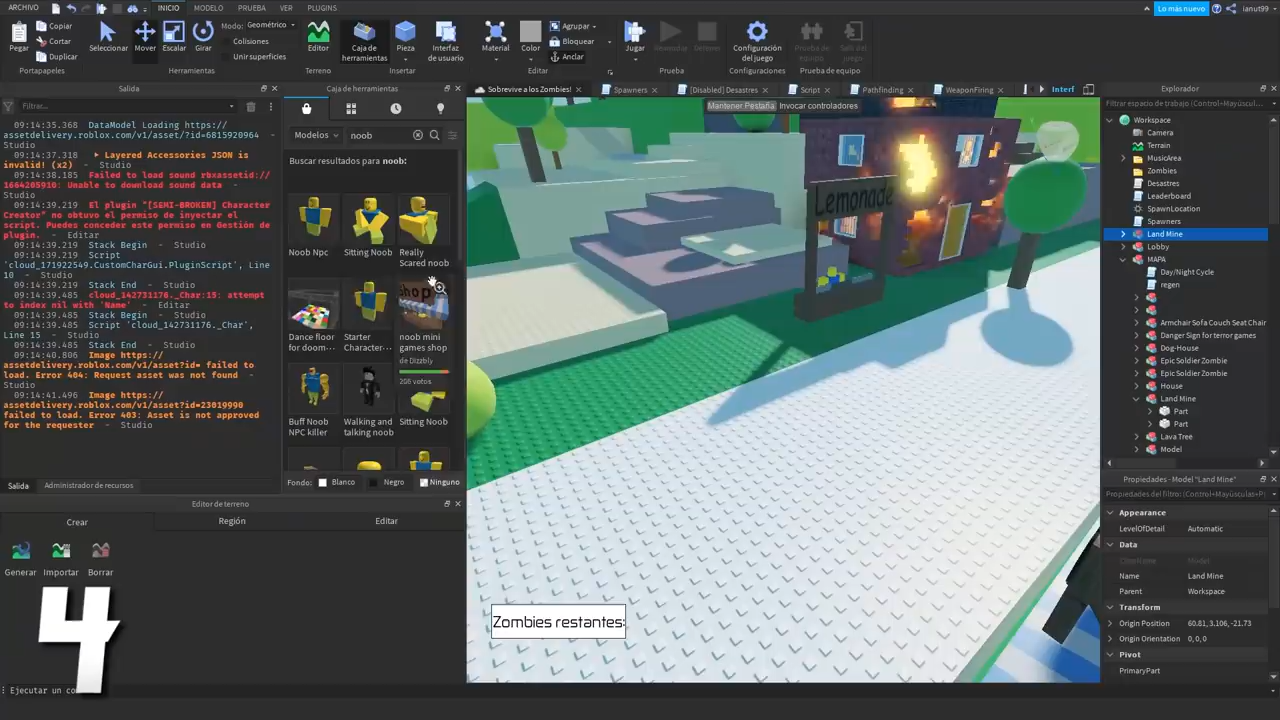 ARCHIVO
INICIO
MODELO
PRUEBA
VER
PLUGINS
Lo más nuevo
ianut99
Pegar
Copiar
Cortar
Duplicar
Portapapeles
Seleccionar
Mover
Escalar
Girar
Modo: Geométrico
Colisiones
Unir superfícies
Herramientas
Editor
Terreno
Caja de herramientas
Pieza
Interfaz de usuario
Insertar
Material
Color
Agrupar
Bloquear
Anclar
Editar
Jugar
Reanudar
Detener
Prueba
Configuración del juego
Configuraciones
Prueba de equipo
Salir del juego
Prueba de equipo
Salida
Filtrar...
09:14:35.368 DataModel Loading https://
assetdelivery.roblox.com/v1/asset/?id=6815920964 -
Studio
09:14:37.318 Layered Accessories JSON is
invalid! (x2) - Studio
09:14:38.185 Failed to load sound rbxassetid://
1664205910: Unable to download sound data -
Studio
09:14:39.219 El plugin "[SEMI-BROKEN] Character
Creator" no obtuvo el permiso de inyectar el
script. Puedes conceder este permiso en Gestión de
plugin. - Editar
09:14:39.219 Stack Begin - Studio
09:14:39.219 Script
'cloud_171922549.CustomCharGui.PluginScript', Line
10 - Studio
09:14:39.219 Stack End - Studio
09:14:39.485 cloud_142731176._Char:15: attempt
to index nil with 'Name' - Editar
09:14:39.485 Stack Begin - Studio
09:14:39.485 Script 'cloud_142731176._Char',
Line 15 - Studio
09:14:39.485 Stack End - Studio
09:14:40.806 Image https://
assetdelivery.roblox.com/v1/asset?id= failed to
load. Error 404: Request asset was not found -
Studio
09:14:41.496 Image https://
assetdelivery.roblox.com/v1/asset?id=23019990
failed to load. Error 403: Asset is not approved
for the requester - Studio
Salida
Administrador de recursos
Caja de herramientas
Modelos
noob
Buscar resultados para noob:
Noob Npc
Sitting Noob
Really Scared noob
Dance floor for doom-...
Starter Character-...
noob mini games shop
de Dizzbly
256 votos
Buff Noob NPC killer
Walking and talking noob
Sitting Noob
Fondo:
Blanco
Negro
Ninguno
Editor de terreno
Crear
Región
Editar
Generar
Importar
Borrar
4
Sobrevive a los Zombies!
Spawners
[Disabled] Desastres
Script
Pathfinding
WeaponFiring
Interf
Mantener Pestaña
Invocar controladores
Lemonade
Zombies restantes:
Explorador
Workspace
Camera
Terrain
MusicArea
Zombies
Desastres
Leaderboard
SpawnLocation
Spawners
Land Mine
Lobby
MAPA
Day/Night Cycle
regen
Armchair Sofa Couch Seat Chair
Danger Sign for terror games
Dog-House
Epic Soldier Zombie
Epic Soldier Zombie
House
Land Mine
Part
Part
Lava Tree
Model
Propiedades - Model "Land Mine"
Appearance
LevelOfDetail
Automatic
Data
ClassName
Model
Name
Land Mine
Parent
Workspace
Transform
Origin Position
60.81, 3.106, -21.73
Origin Orientation
0, 0, 0
Pivot
PrimaryPart